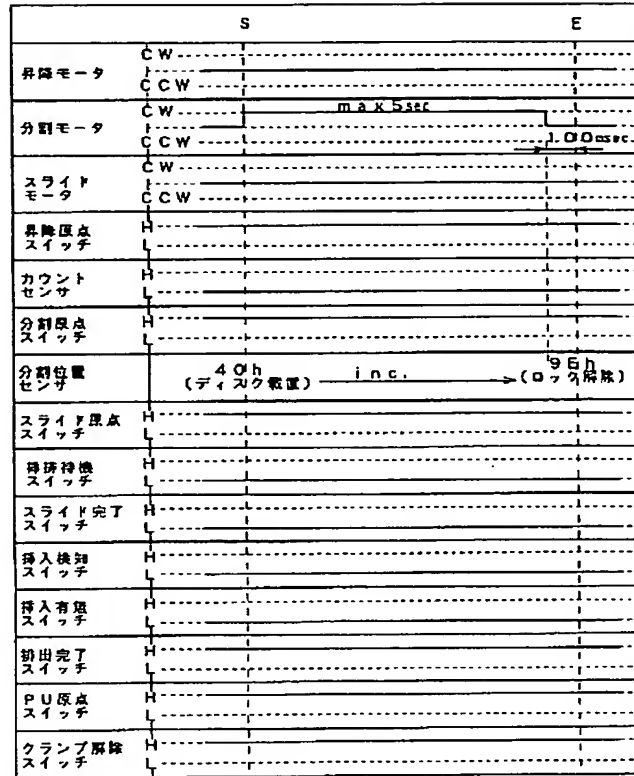 S E
昇降モータ
CW
CCW
分割モータ
CW
max5sec
CCW
100msec
スライド
モータ
CW
CCW
昇降原点
スイッチ
H
L
カウント
センサ
H
L
分割原点
スイッチ
H
L
分割位置
センサ
40h
(ディスク載置)
inc.
96h
(ロック解除)
スライド原点
スイッチ
H
L
挿排待機
スイッチ
H
L
スライド完了
スイッチ
H
L
挿入検知
スイッチ
H
L
挿入有無
スイッチ
H
L
排出完了
スイッチ
H
L
PU原点
スイッチ
H
L
クランプ解除
スイッチ
H
L